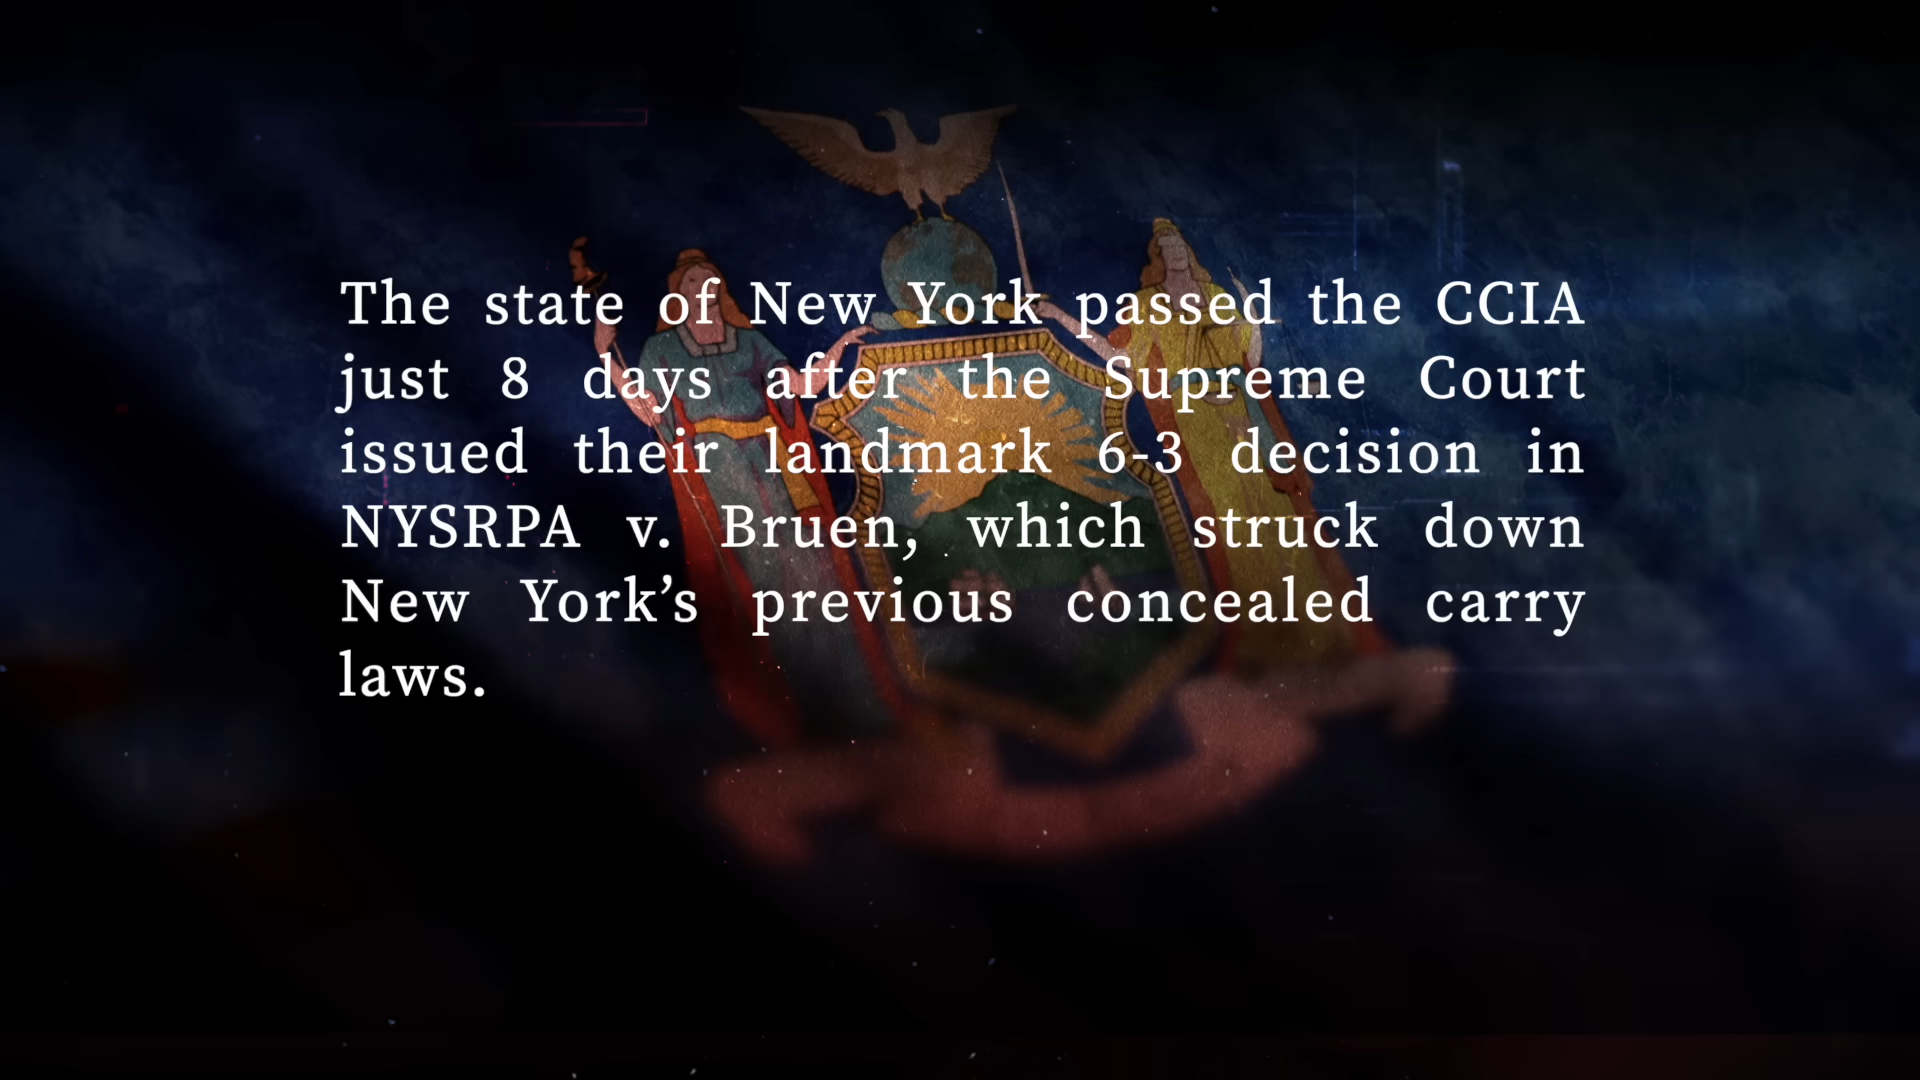 The state of New York passed the CCIA
just 8 days after the Supreme Court
issued their landmark 6-3 decision in
NYSRPA v. Bruen, which struck down
New York’s previous concealed carry
laws.